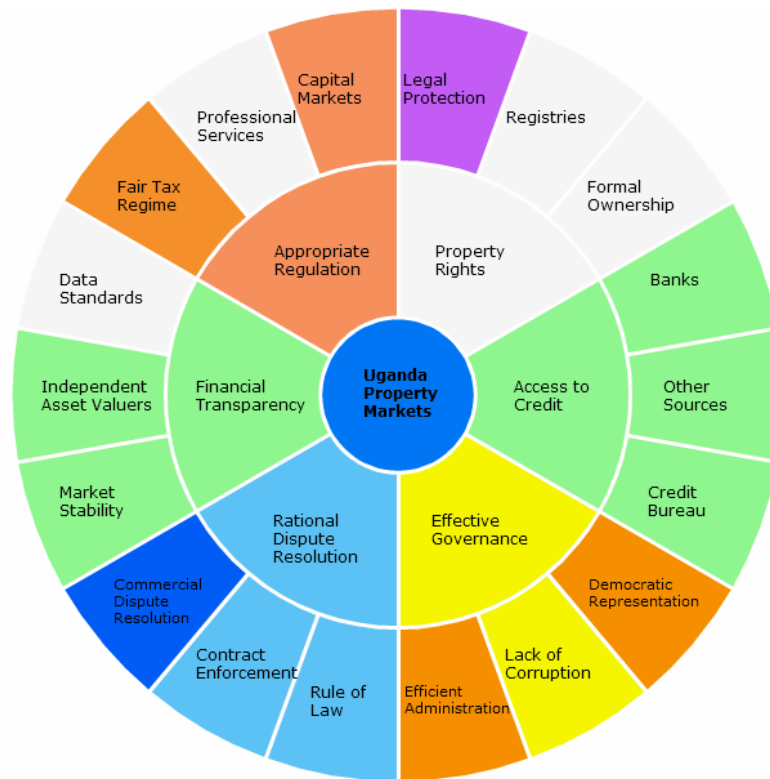 Capital
Markets
Legal
Protection
Professional
Services
Registries
Fair Tax
Regime
Formal
Ownership
Appropriate
Regulation
Property
Rights
Data
Standards
Banks
Independent
Asset Valuers
Financial
Transparency
Uganda
Property
Markets
Access to
Credit
Other
Sources
Market
Stability
Credit
Bureau
Rational
Dispute
Resolution
Effective
Governance
Commercial
Dispute
Resolution
Democratic
Representation
Contract
Enforcement
Lack of
Corruption
Rule of
Law
Efficient
Administration